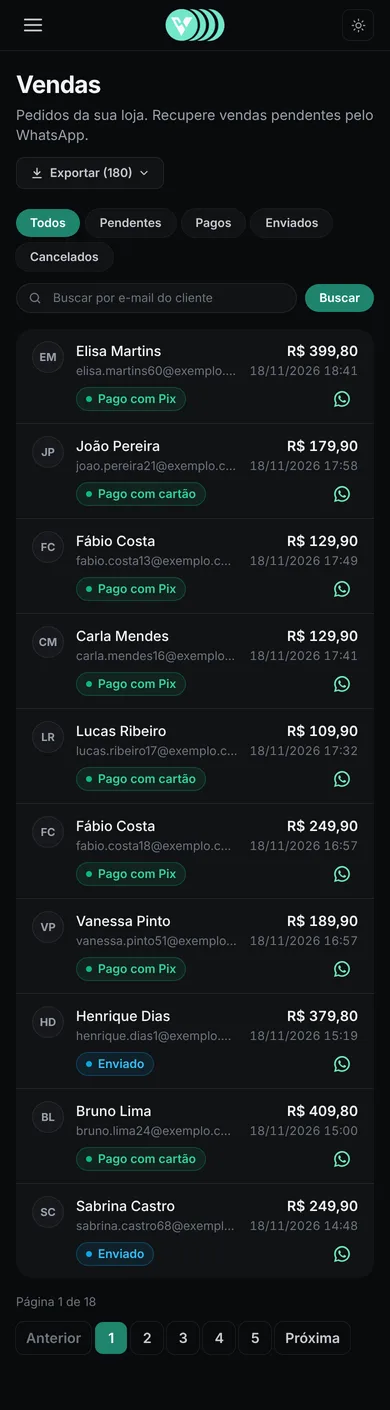 Vendas
Pedidos da sua loja. Recupere vendas pendentes pelo
WhatsApp.
Exportar (180)
Todos Pendentes Pagos Enviados
Cancelados
Buscar por e-mail do cliente Buscar
EM Elisa Martins R$ 399,80
elisa.martins60@exemplo.... 18/11/2026 18:41
Pago com Pix
JP João Pereira R$ 179,90
joao.pereira21@exemplo.c... 18/11/2026 17:58
Pago com cartão
FC Fábio Costa R$ 129,90
fabio.costa13@exemplo.c... 18/11/2026 17:49
Pago com Pix
CM Carla Mendes R$ 129,90
carla.mendes16@exemplo... 18/11/2026 17:41
Pago com Pix
LR Lucas Ribeiro R$ 109,90
lucas.ribeiro17@exemplo.c... 18/11/2026 17:32
Pago com cartão
FC Fábio Costa R$ 249,90
fabio.costa18@exemplo.c... 18/11/2026 16:57
Pago com Pix
VP Vanessa Pinto R$ 189,90
vanessa.pinto51@exemplo... 18/11/2026 16:57
Pago com Pix
HD Henrique Dias R$ 379,80
henrique.dias1@exemplo.... 18/11/2026 15:19
Enviado
BL Bruno Lima R$ 409,80
bruno.lima24@exemplo.c... 18/11/2026 15:00
Pago com cartão
SC Sabrina Castro R$ 249,90
sabrina.castro68@exempl... 18/11/2026 14:48
Enviado
Página 1 de 18
Anterior 1 2 3 4 5 Próxima